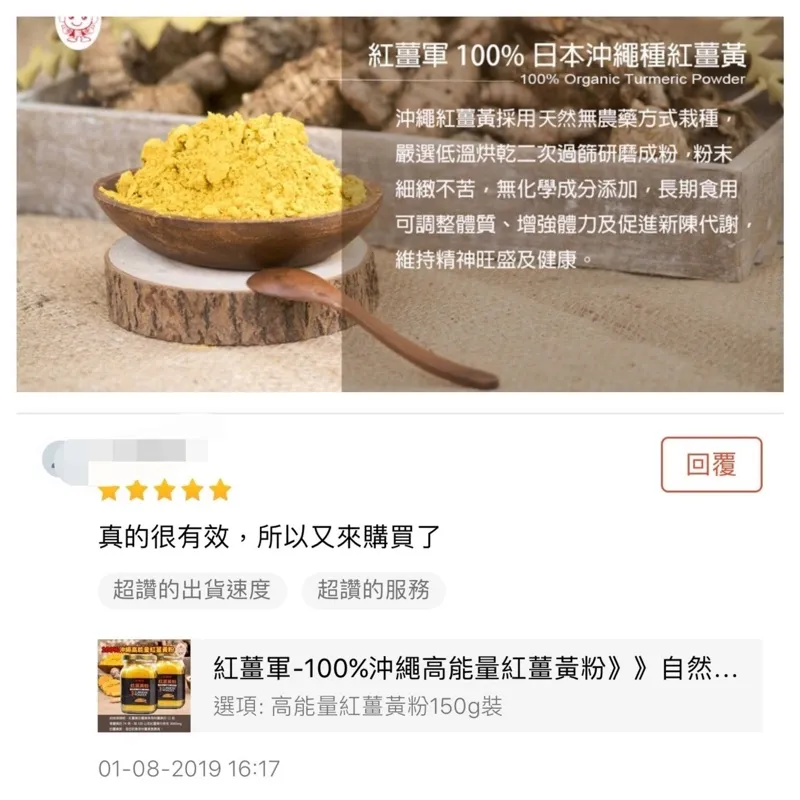 紅薑軍 100% 日本沖繩種紅薑黃
100% Organic Turmeric Powder
沖繩紅薑黃採用天然無農藥方式栽種，
嚴選低溫烘乾二次過篩研磨成粉，粉末
細緻不苦，無化學成分添加，長期食用
可調整體質、增強體力及促進新陳代謝，
維持精神旺盛及健康。
回覆
真的很有效，所以又來購買了
超讚的出貨速度
超讚的服務
紅薑軍-100%沖繩高能量紅薑黃粉》》自然...
選項: 高能量紅薑黃粉150g裝
01-08-2019 16:17